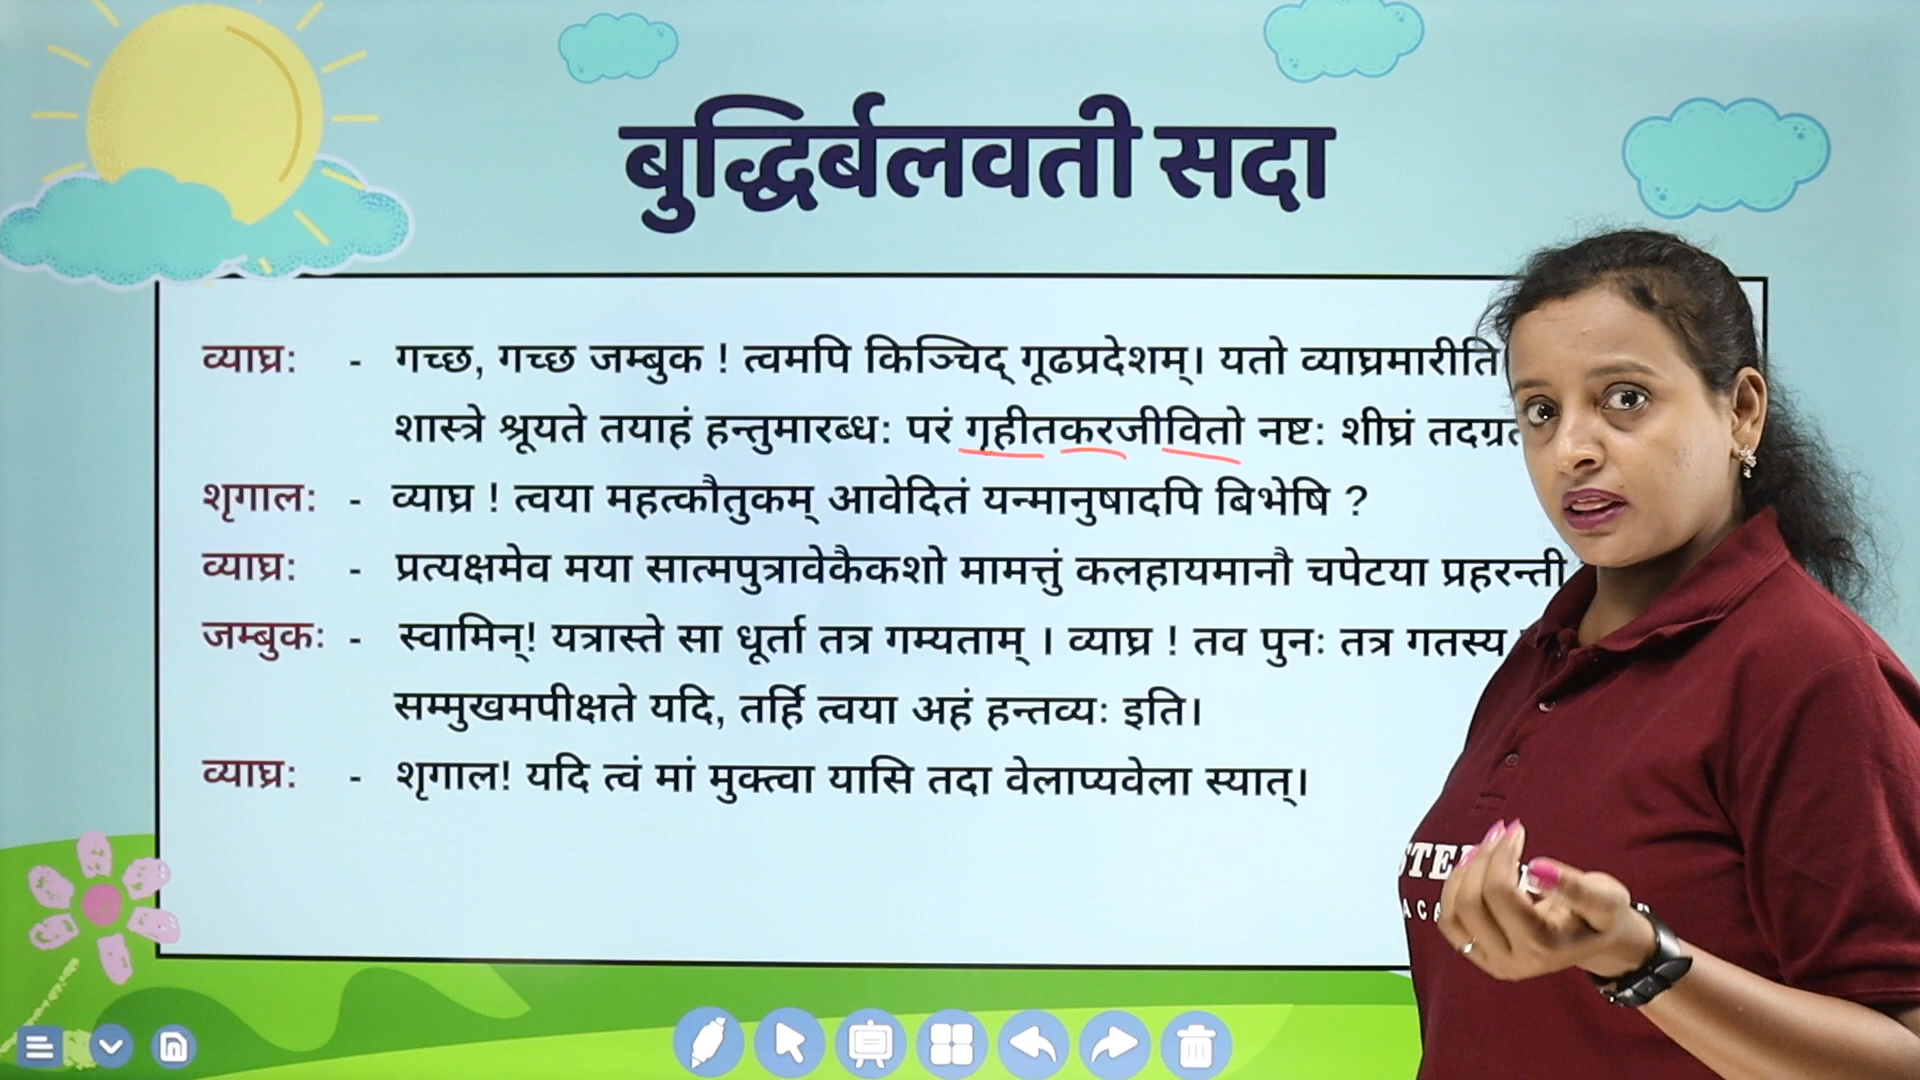 बुद्धिर्बलवती सदा
व्याघ्रः - गच्छ, गच्छ जम्बुक ! त्वमपि किञ्चिद् गूढप्रदेशम्। यतो व्याघ्रमारीति
शास्त्रे श्रूयते तयाहं हन्तुमारब्धः परं गृहीतकरजीवितो नष्टः शीघ्रं
शृगालः - व्याघ्र ! त्वया महत्कौतुकम् आवेदितं यन्मानुषादपि बिभेषि ?
व्याघ्रः - प्रत्यक्षमेव मया सात्मपुत्रावेकैकशो मामत्तुं कलहायमानौ चपेटया प्रहरन्ती
जम्बुकः - स्वामिन्! यत्रास्ते सा धूर्ता तत्र गम्यताम् । व्याघ्र ! तव पुनः तत्र गतस्य
सम्मुखमपीक्षते यदि, तर्हि त्वया अहं हन्तव्यः इति।
व्याघ्रः - शृगाल! यदि त्वं मां मुक्त्वा यासि तदा वेलाप्यवेला स्यात्।